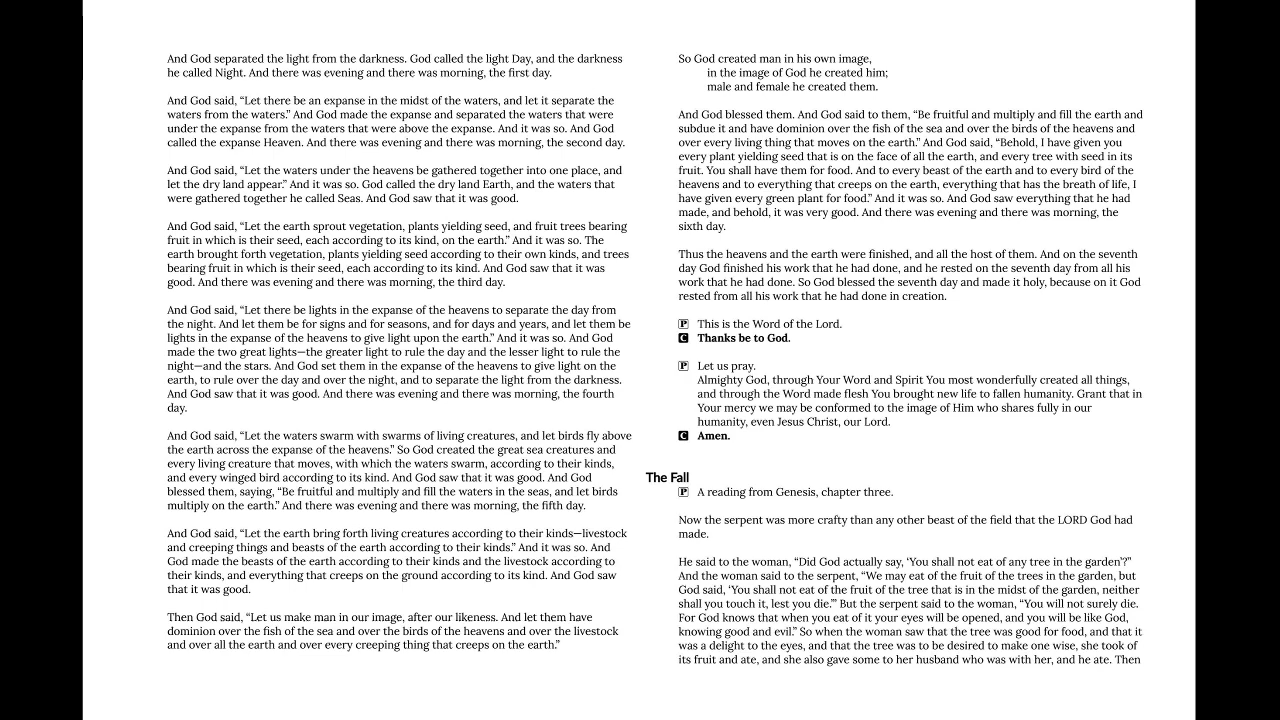 And God separated the light from the darkness. God called the light Day, and the darkness
he called Night. And there was evening and there was morning, the first day.
And God said, “Let there be an expanse in the midst of the waters, and let it separate the
waters from the waters.” And God made the expanse and separated the waters that were
under the expanse from the waters that were above the expanse. And it was so. And God
called the expanse Heaven. And there was evening and there was morning, the second day.
And God said, “Let the waters under the heavens be gathered together into one place, and
let the dry land appear.” And it was so. God called the dry land Earth, and the waters that
were gathered together he called Seas. And God saw that it was good.
And God said, “Let the earth sprout vegetation, plants yielding seed, and fruit trees bearing
fruit in which is their seed, each according to its kind, on the earth.” And it was so. The
earth brought forth vegetation, plants yielding seed according to their own kinds, and trees
bearing fruit in which is their seed, each according to its kind. And God saw that it was
good. And there was evening and there was morning, the third day.
And God said, “Let there be lights in the expanse of the heavens to separate the day from
the night. And let them be for signs and for seasons, and for days and years, and let them be
lights in the expanse of the heavens to give light upon the earth.” And it was so. And God
made the two great lights—the greater light to rule the day and the lesser light to rule the
night—and the stars. And God set them in the expanse of the heavens to give light on the
earth, to rule over the day and over the night, and to separate the light from the darkness.
And God saw that it was good. And there was evening and there was morning, the fourth
day.
And God said, “Let the waters swarm with swarms of living creatures, and let birds fly above
the earth across the expanse of the heavens.” So God created the great sea creatures and
every living creature that moves, with which the waters swarm, according to their kinds,
and every winged bird according to its kind. And God saw that it was good. And God
blessed them, saying, “Be fruitful and multiply and fill the waters in the seas, and let birds
multiply on the earth.” And there was evening and there was morning, the fifth day.
And God said, “Let the earth bring forth living creatures according to their kinds—livestock
and creeping things and beasts of the earth according to their kinds.” And it was so. And
God made the beasts of the earth according to their kinds and the livestock according to
their kinds, and everything that creeps on the ground according to its kind. And God saw
that it was good.
Then God said, “Let us make man in our image, after our likeness. And let them have
dominion over the fish of the sea and over the birds of the heavens and over the livestock
and over all the earth and over every creeping thing that creeps on the earth.”
So God created man in his own image,
in the image of God he created him;
male and female he created them.
And God blessed them. And God said to them, “Be fruitful and multiply and fill the earth and
subdue it and have dominion over the fish of the sea and over the birds of the heavens and
over every living thing that moves on the earth.” And God said, “Behold, I have given you
every plant yielding seed that is on the face of all the earth, and every tree with seed in its
fruit. You shall have them for food. And to every beast of the earth and to every bird of the
heavens and to everything that creeps on the earth, everything that has the breath of life, I
have given every green plant for food.” And it was so. And God saw everything that he had
made, and behold, it was very good. And there was evening and there was morning, the
sixth day.
Thus the heavens and the earth were finished, and all the host of them. And on the seventh
day God finished his work that he had done, and he rested on the seventh day from all his
work that he had done. So God blessed the seventh day and made it holy, because on it God
rested from all his work that he had done in creation.
P This is the Word of the Lord.
C Thanks be to God.
P Let us pray.
Almighty God, through Your Word and Spirit You most wonderfully created all things,
and through the Word made flesh You brought new life to fallen humanity. Grant that in
Your mercy we may be conformed to the image of Him who shares fully in our
humanity, even Jesus Christ, our Lord.
C Amen.
The Fall
P A reading from Genesis, chapter three.
Now the serpent was more crafty than any other beast of the field that the LORD God had
made.
He said to the woman, “Did God actually say, ‘You shall not eat of any tree in the garden’?”
And the woman said to the serpent, “We may eat of the fruit of the trees in the garden, but
God said, ‘You shall not eat of the fruit of the tree that is in the midst of the garden, neither
shall you touch it, lest you die.’” But the serpent said to the woman, “You will not surely die.
For God knows that when you eat of it your eyes will be opened, and you will be like God,
knowing good and evil.” So when the woman saw that the tree was good for food, and that it
was a delight to the eyes, and that the tree was to be desired to make one wise, she took of
its fruit and ate, and she also gave some to her husband who was with her, and he ate. Then